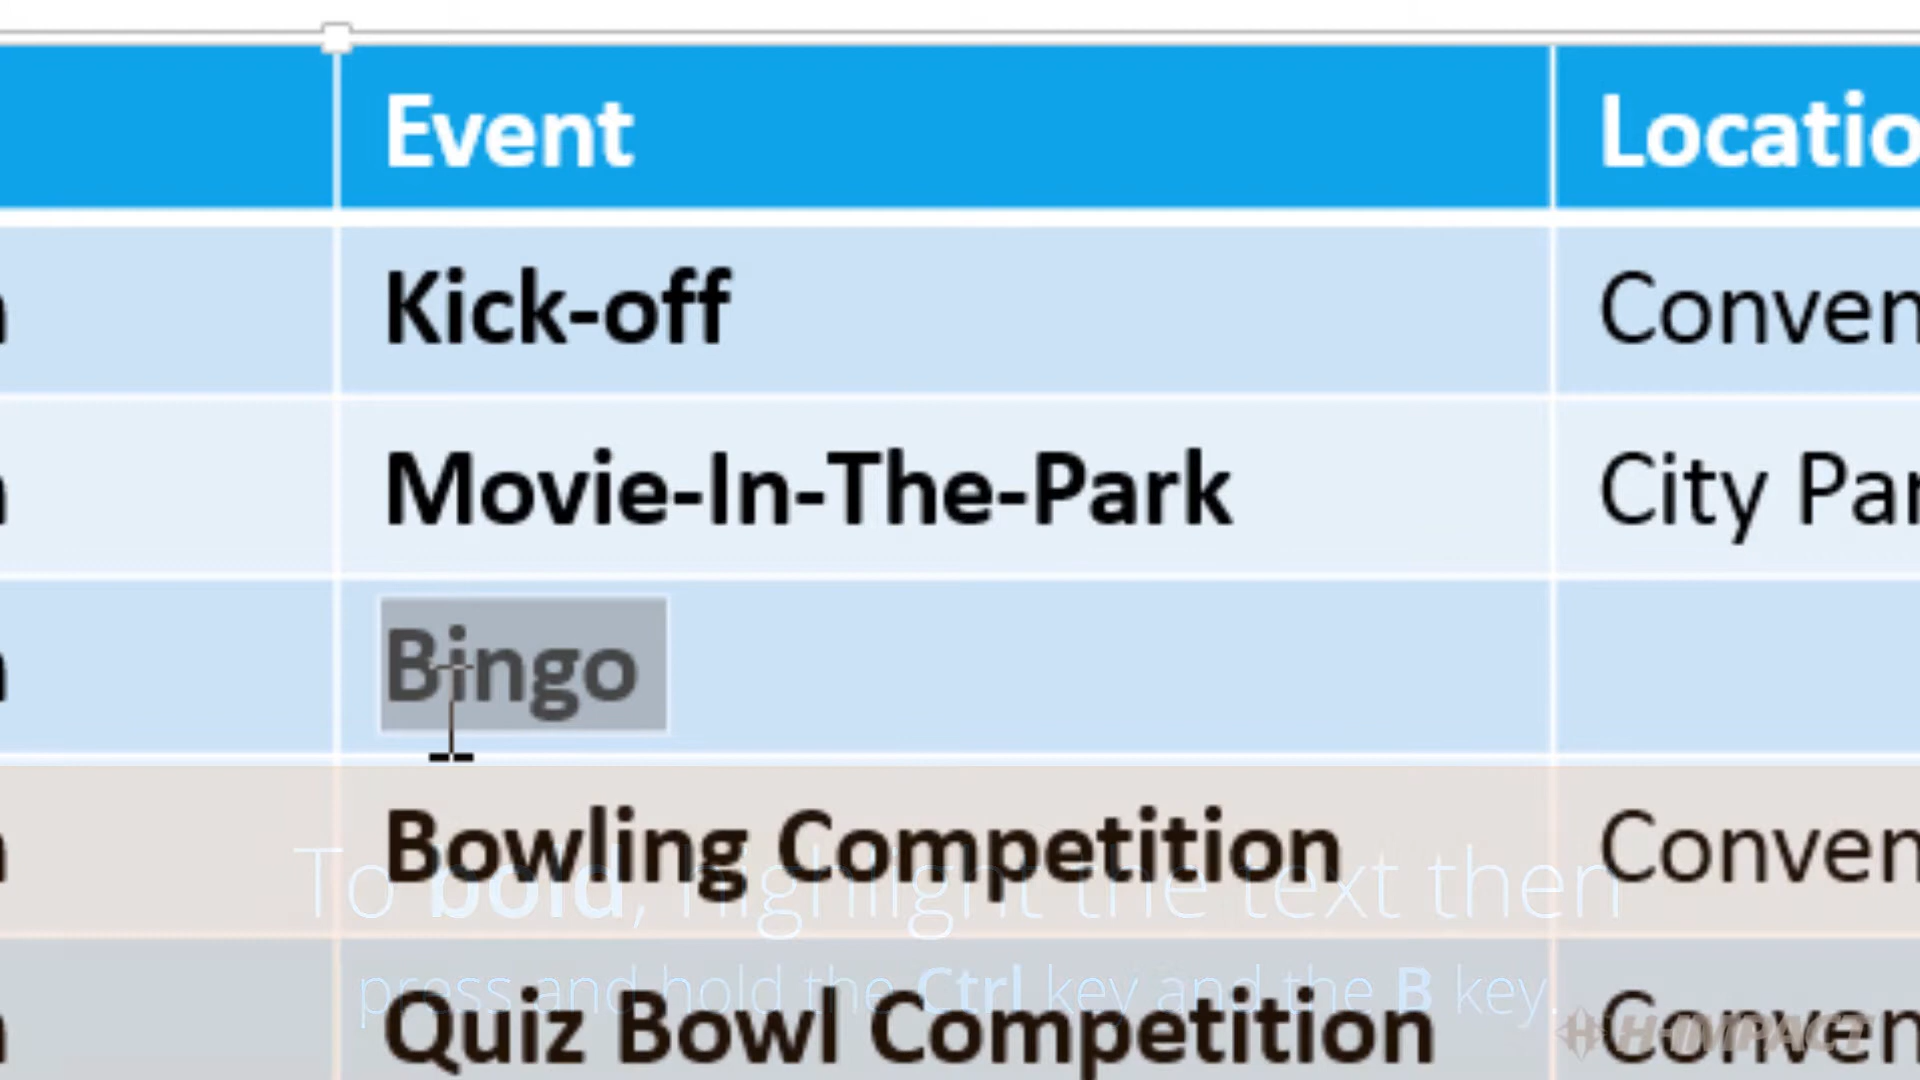 Event Locatio
Kick-off Conven
Movie-In-The-Park City Par
Bingo
Bowling Competition Conven
To bold, highlight the text then
press and hold the Ctrl key and the B key.
Quiz Bowl Competition Conven
H-IMPACT